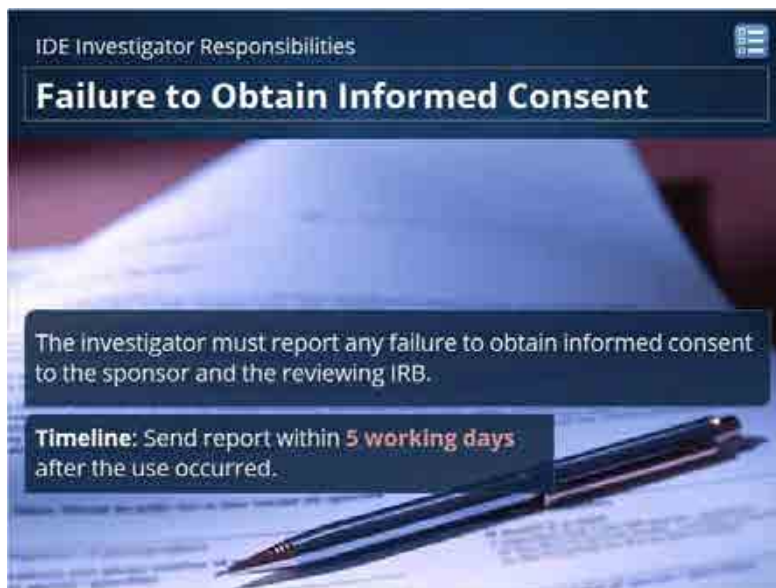 IDE Investigator Responsibilities
Failure to Obtain Informed Consent
The investigator must report any failure to obtain informed consent
to the sponsor and the reviewing IRB.
Timeline: Send report within 5 working days
after the use occurred.